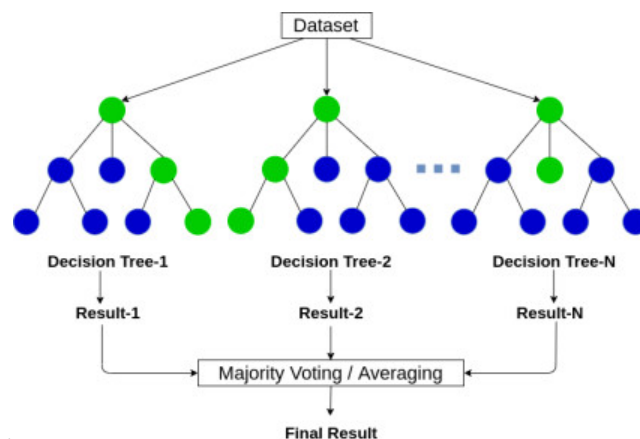 Dataset
Decision Tree-1
Decision Tree-2
Decision Tree-N
Result-1
Result-2
Result-N
Majority Voting / Averaging
Final Result